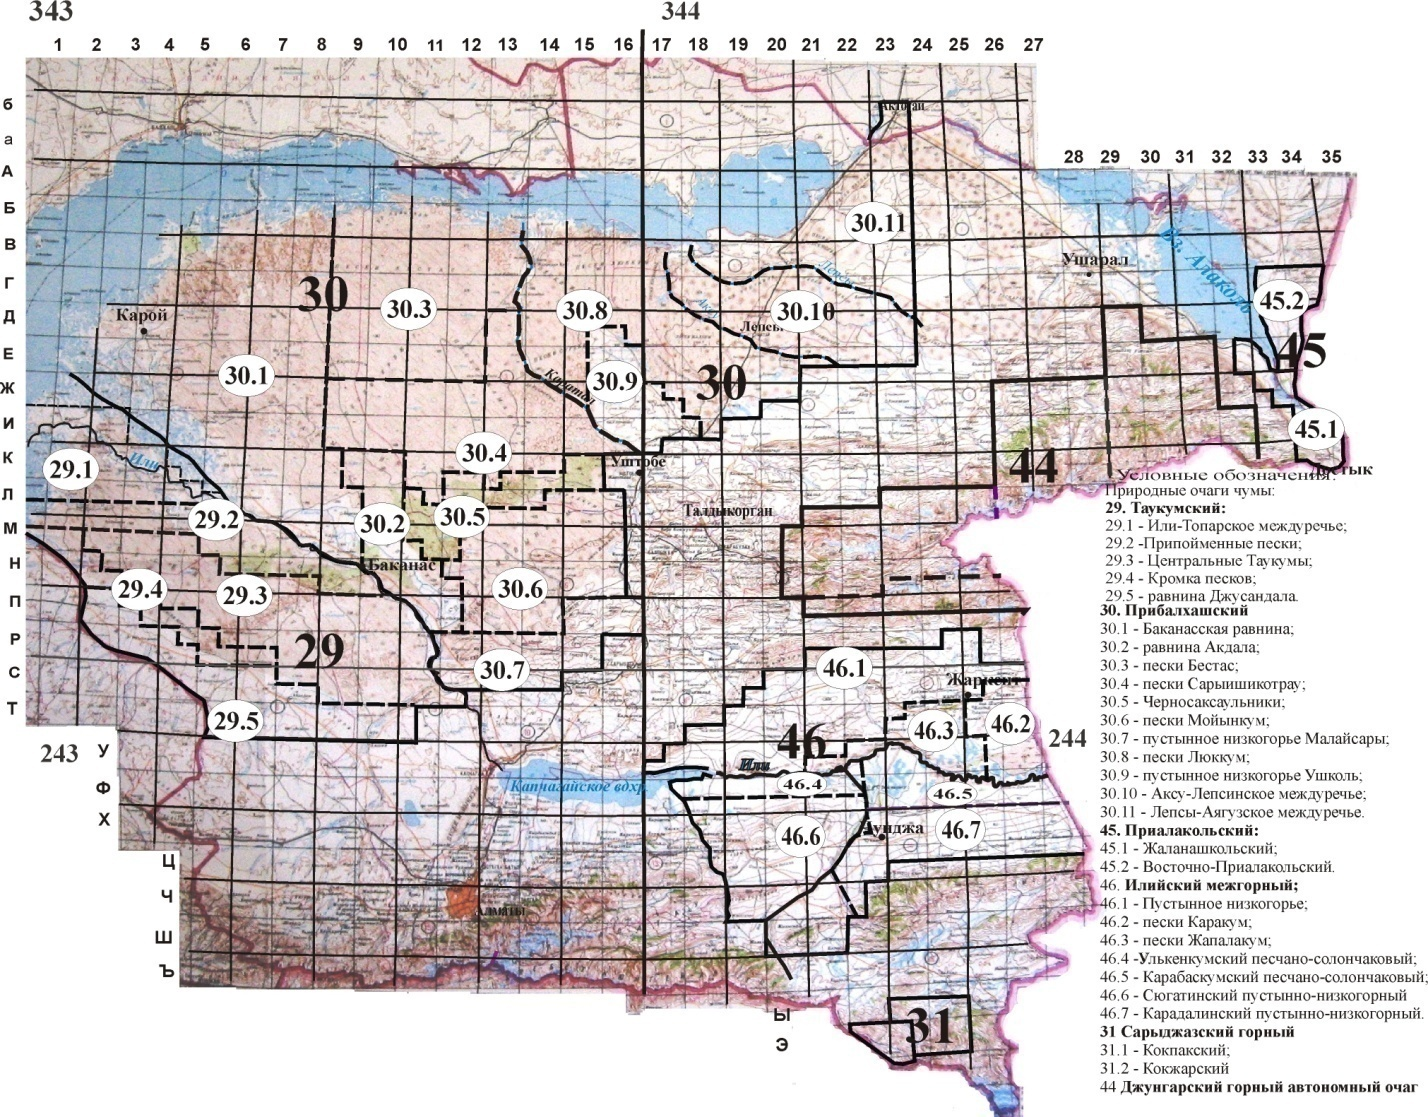 343
344
1 2 3 4 5 6 7 8 9 10 11 12 13 14 15 16 17 18 19 20 21 22 23 24 25 26 27
б
а
А
Б
В
Г
Д
Е
Ж
И
К
Л
М
Н
П
Р
С
Т
28 29 30 31 32 33 34 35
Актогай
30.11
Ушарал
Оз. Алаколь
30
30.3
30.8
30.10
Лепсы
Аксу
Лепсы
45.2
45
Карой
30.1
30.9
30
Каратал
45.1
Достык
30.4
Уштобе
44
29.1
Или
29.2
30.2
30.5
Талдыкорган
Баканас
29.4
29.3
30.6
29
30.7
46.1
Жаркент
29.5
46.3
46.2
46
243
244
У
Ф
Х
Ц
Ч
Ш
Ъ
Ы
Э
Капчагайское вдхр.
Или
46.4
46.5
46.6
Чунджа
46.7
Алматы
31
Условные обозначения:
Природные очаги чумы:
29. Таукумский:
29.1 - Или-Топарское междуречье;
29.2 -Припойменные пески;
29.3 - Центральные Таукумы;
29.4 - Кромка песков;
29.5 - равнина Джусандала.
30. Прибалхашский
30.1 - Баканасская равнина;
30.2 - равнина Акдала;
30.3 - пески Бестас;
30.4 - пески Сарыишикотрау;
30.5 - Черносаксаульники;
30.6 - пески Мойынкум;
30.7 - пустынное низкогорье Малайсары;
30.8 - пески Люккум;
30.9 - пустынное низкогорье Ушколь;
30.10 - Аксу-Лепсинское междуречье;
30.11 - Лепсы-Аягузское междуречье.
45. Приалакольский:
45.1 - Жаланашкольский;
45.2 - Восточно-Приалакольский.
46. Илийский межгорный;
46.1 - Пустынное низкогорье;
46.2 - пески Каракум;
46.3 - пески Жапалакум;
46.4 -Улькенкумский песчано-солончаковый;
46.5 - Карабаскумский песчано-солончаковый;
46.6 - Сюгатинский пустынно-низкогорный
46.7 - Карадалинский пустынно-низкогорный.
31 Сарыджазский горный
31.1 - Кокпакский;
31.2 - Кокжарский
44 Джунгарский горный автономный очаг